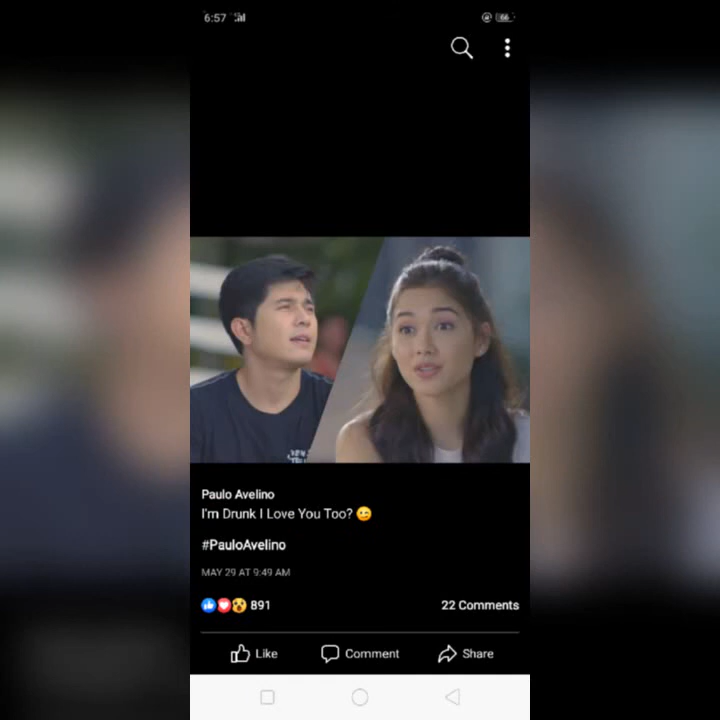 6:57
66
Paulo Avelino
I'm Drunk I Love You Too? 😉
#PauloAvelino
MAY 29 AT 9:49 AM
891
22 Comments
Like
Comment
Share